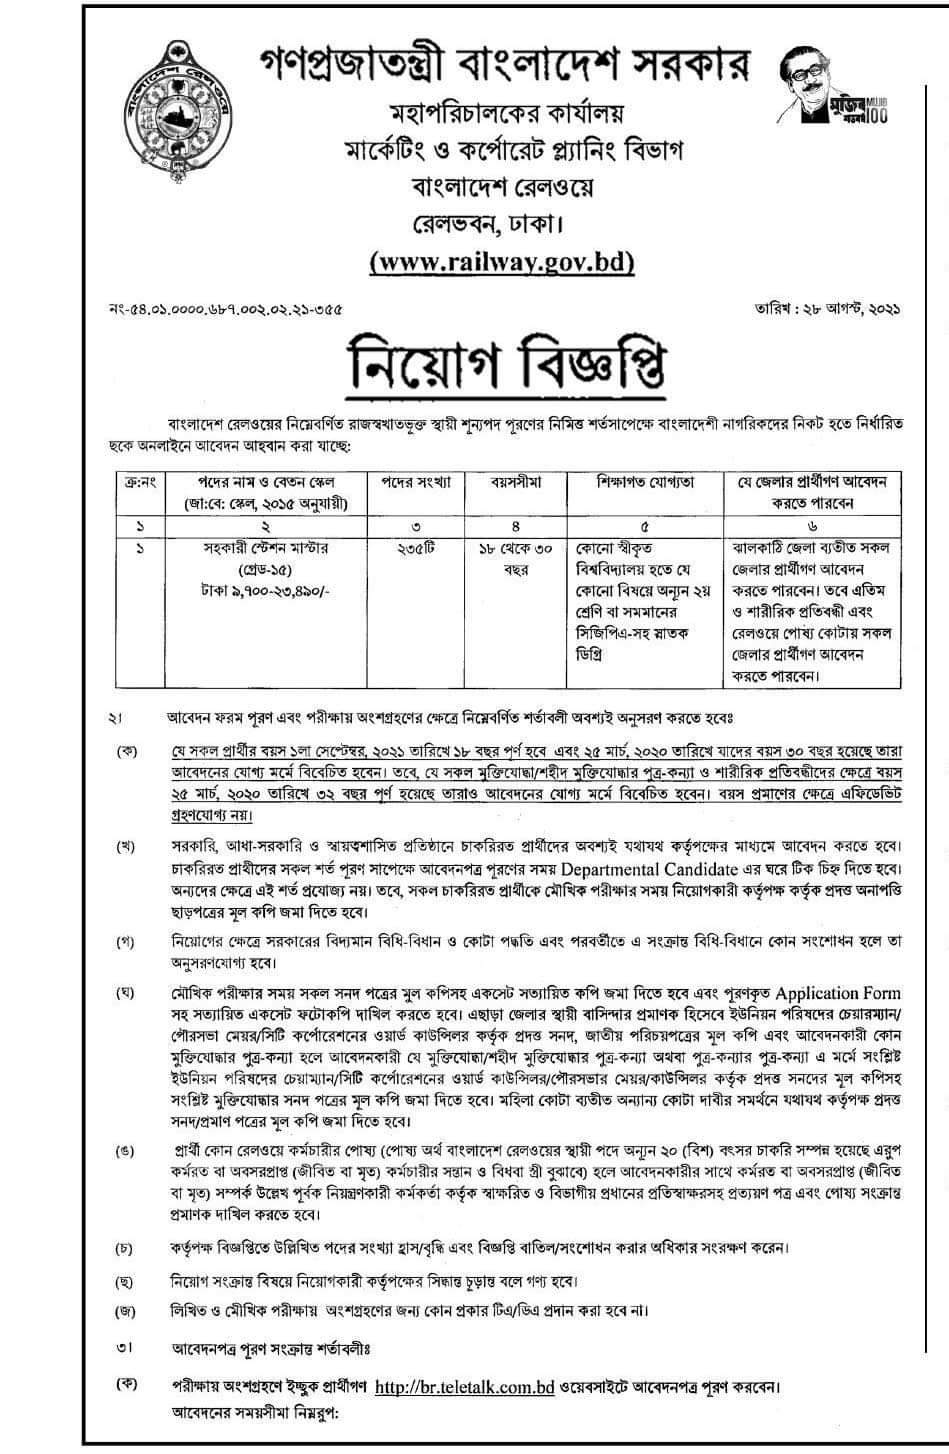 বাংলাদেশ রেলওয়ে
গণপ্রজাতন্ত্রী বাংলাদেশ সরকার
মুজিব MUJIB
শতবর্ষ 100
মহাপরিচালকের কার্যালয়
মার্কেটিং ও কর্পোরেট প্ল্যানিং বিভাগ
বাংলাদেশ রেলওয়ে
রেলভবন, ঢাকা।
(www.railway.gov.bd)
নং-৫৪.০১.০০০০.৬৮৭.০০২.০২.২১-৩৫৫ তারিখ : ২৮ আগস্ট, ২০২১
নিয়োগ বিজ্ঞপ্তি
বাংলাদেশ রেলওয়ের নিম্নেবর্ণিত রাজস্বখাতভূক্ত স্থায়ী শূন্যপদ পূরণের নিমিত্ত শর্তসাপেক্ষে বাংলাদেশী নাগরিকদের নিকট হতে নির্ধারিত
ছকে অনলাইনে আবেদন আহবান করা যাচ্ছে:
ক্র:নং পদের নাম ও বেতন স্কেল পদের সংখ্যা বয়সসীমা শিক্ষাগত যোগ্যতা যে জেলার প্রার্থীগণ আবেদন
(জা:বে: স্কেল, ২০১৫ অনুযায়ী) করতে পারবেন
১ ২ ৩ ৪ ৫ ৬
১ সহকারী স্টেশন মাস্টার ২৩৫টি ১৮ থেকে ৩০ কোনো স্বীকৃত ঝালকাঠি জেলা ব্যতীত সকল
(গ্রেড-১৫) বছর বিশ্ববিদ্যালয় হতে যে জেলার প্রার্থীগণ আবেদন
টাকা ৯,৭০০-২৩,৪৯০/- কোনো বিষয়ে অন্যূন ২য় করতে পারবেন। তবে এতিম
শ্রেণি বা সমমানের ও শারীরিক প্রতিবন্ধী এবং
সিজিপিএ-সহ স্নাতক রেলওয়ে পোষ্য কোটায় সকল
ডিগ্রি জেলার প্রার্থীগণ আবেদন
করতে পারবেন।
২। আবেদন ফরম পূরণ এবং পরীক্ষায় অংশগ্রহণের ক্ষেত্রে নিম্নেবর্ণিত শর্তাবলী অবশ্যই অনুসরণ করতে হবেঃ
(ক) যে সকল প্রার্থীর বয়স ১লা সেপ্টেম্বর, ২০২১ তারিখে ১৮ বছর পূর্ণ হবে এবং ২৫ মার্চ, ২০২০ তারিখে যাদের বয়স ৩০ বছর হয়েছে তারা
আবেদনের যোগ্য মর্মে বিবেচিত হবেন। তবে, যে সকল মুক্তিযোদ্ধা/শহীদ মুক্তিযোদ্ধার পুত্র-কন্যা ও শারীরিক প্রতিবন্ধীদের ক্ষেত্রে বয়স
২৫ মার্চ, ২০২০ তারিখে ৩২ বছর পূর্ণ হয়েছে তারাও আবেদনের যোগ্য মর্মে বিবেচিত হবেন। বয়স প্রমাণের ক্ষেত্রে এফিডেভিট
গ্রহণযোগ্য নয়।
(খ) সরকারি, আধা-সরকারি ও স্বায়ত্বশাসিত প্রতিষ্ঠানে চাকরিরত প্রার্থীদের অবশ্যই যথাযথ কর্তৃপক্ষের মাধ্যমে আবেদন করতে হবে।
চাকরিরত প্রার্থীদের সকল শর্ত পূরণ সাপেক্ষে আবেদনপত্র পূরণের সময় Departmental Candidate এর ঘরে টিক চিহ্ন দিতে হবে।
অন্যদের ক্ষেত্রে এই শর্ত প্রযোজ্য নয়। তবে, সকল চাকরিরত প্রার্থীকে মৌখিক পরীক্ষার সময় নিয়োগকারী কর্তৃপক্ষ কর্তৃক প্রদত্ত অনাপত্তি
ছাড়পত্রের মূল কপি জমা দিতে হবে।
(গ) নিয়োগের ক্ষেত্রে সরকারের বিদ্যমান বিধি-বিধান ও কোটা পদ্ধতি এবং পরবর্তীতে এ সংক্রান্ত বিধি-বিধানে কোন সংশোধন হলে তা
অনুসরণযোগ্য হবে।
(ঘ) মৌখিক পরীক্ষার সময় সকল সনদ পত্রের মুল কপিসহ একসেট সত্যায়িত কপি জমা দিতে হবে এবং পূরণকৃত Application Form
সহ সত্যায়িত একসেট ফটোকপি দাখিল করতে হবে। এছাড়া জেলার স্থায়ী বাসিন্দার প্রমাণক হিসেবে ইউনিয়ন পরিষদের চেয়ারম্যান/
পৌরসভা মেয়র/সিটি কর্পোরেশনের ওয়ার্ড কাউন্সিলর কর্তৃক প্রদত্ত সনদ, জাতীয় পরিচয়পত্রের মূল কপি এবং আবেদনকারী কোন
মুক্তিযোদ্ধার পুত্র-কন্যা হলে আবেদনকারী যে মুক্তিযোদ্ধা/শহীদ মুক্তিযোদ্ধার পুত্র-কন্যা অথবা পুত্র-কন্যার পুত্র-কন্যা এ মর্মে সংশ্লিষ্ট
ইউনিয়ন পরিষদের চেয়াম্যান/সিটি কর্পোরেশনের ওয়ার্ড কাউন্সিলর/পৌরসভার মেয়র/কাউন্সিলর কর্তৃক প্রদত্ত সনদের মূল কপিসহ
সংশ্লিষ্ট মুক্তিযোদ্ধার সনদ পত্রের মূল কপি জমা দিতে হবে। মহিলা কোটা ব্যতীত অন্যান্য কোটা দাবীর সমর্থনে যথাযথ কর্তৃপক্ষ প্রদত্ত
সনদ/প্রমাণ পত্রের মূল কপি জমা দিতে হবে।
(ঙ) প্রার্থী কোন রেলওয়ে কর্মচারীর পোষ্য (পোষ্য অর্থ বাংলাদেশ রেলওয়ের স্থায়ী পদে অন্যূন ২০ (বিশ) বৎসর চাকরি সম্পন্ন হয়েছে এরুপ
কর্মরত বা অবসরপ্রাপ্ত (জীবিত বা মৃত) কর্মচারীর সন্তান ও বিধবা স্ত্রী বুঝাবে) হলে আবেদনকারীর সাথে কর্মরত বা অবসরপ্রাপ্ত (জীবিত
বা মৃত) সম্পর্ক উল্লেখ পূর্বক নিয়ন্ত্রণকারী কর্মকর্তা কর্তৃক স্বাক্ষরিত ও বিভাগীয় প্রধানের প্রতিস্বাক্ষরসহ প্রত্যয়ণ পত্র এবং পোষ্য সংক্রান্ত
প্রমাণক দাখিল করতে হবে।
(চ) কর্তৃপক্ষ বিজ্ঞপ্তিতে উল্লিখিত পদের সংখ্যা হ্রাস/বৃদ্ধি এবং বিজ্ঞপ্তি বাতিল/সংশোধন করার অধিকার সংরক্ষণ করেন।
(ছ) নিয়োগ সংক্রান্ত বিষয়ে নিয়োগকারী কর্তৃপক্ষের সিদ্ধান্ত চূড়ান্ত বলে গণ্য হবে।
(জ) লিখিত ও মৌখিক পরীক্ষায় অংশগ্রহণের জন্য কোন প্রকার টিএ/ডিএ প্রদান করা হবে না।
৩। আবেদনপত্র পূরণ সংক্রান্ত শর্তাবলীঃ
(ক) পরীক্ষায় অংশগ্রহণে ইচ্ছুক প্রার্থীগণ http://br.teletalk.com.bd ওয়েবসাইটে আবেদনপত্র পূরণ করবেন।
আবেদনের সময়সীমা নিম্নরুপ: